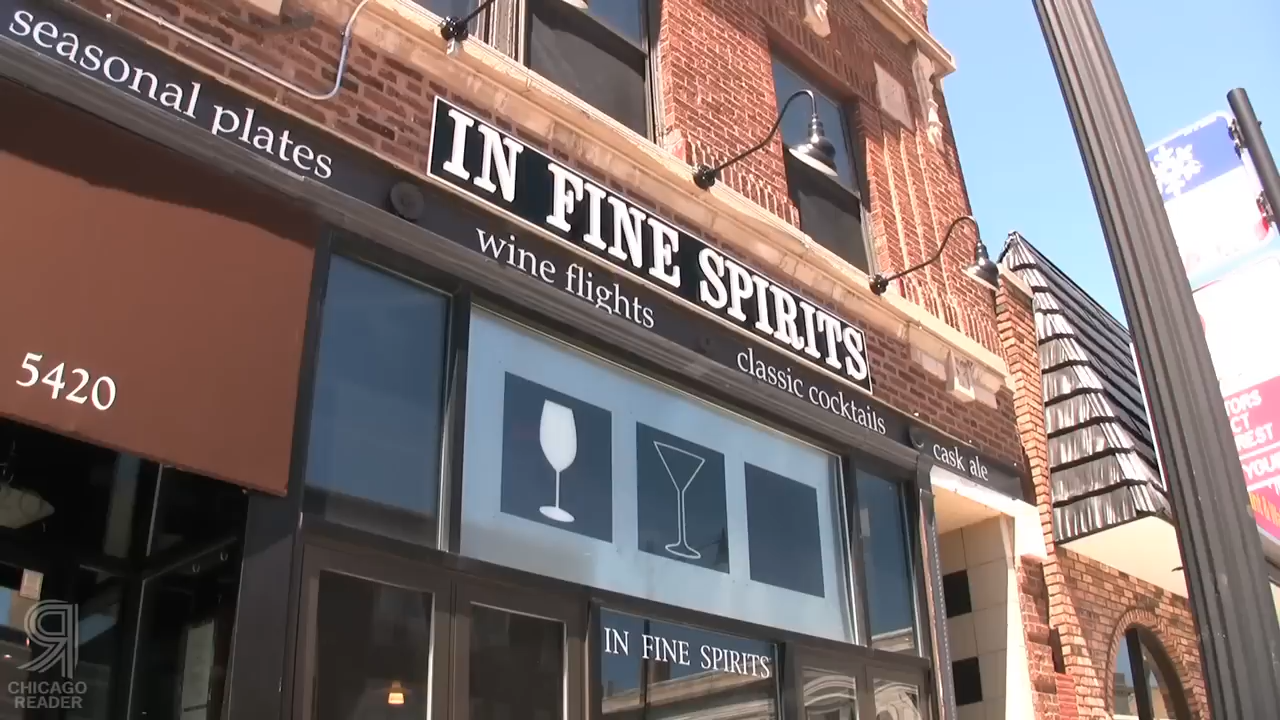 seasonal plates
IN FINE SPIRITS
wine flights
classic cocktails
cask ale
5420
IN FINE SPIRITS
CHICAGO
READER